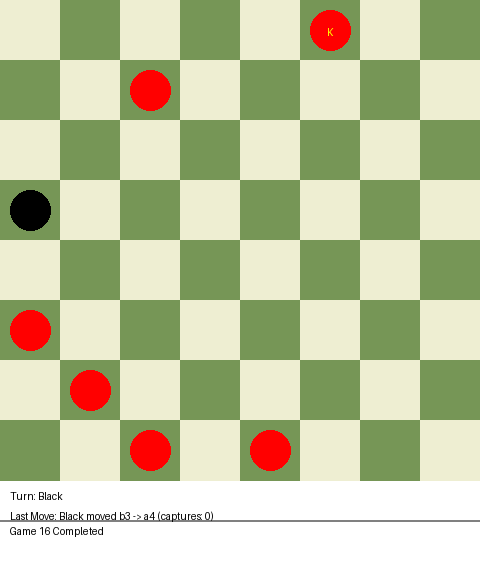 K
Turn: Black
Last Move: Black moved b3 -> a4 (captures: 0)
Game 16 Completed